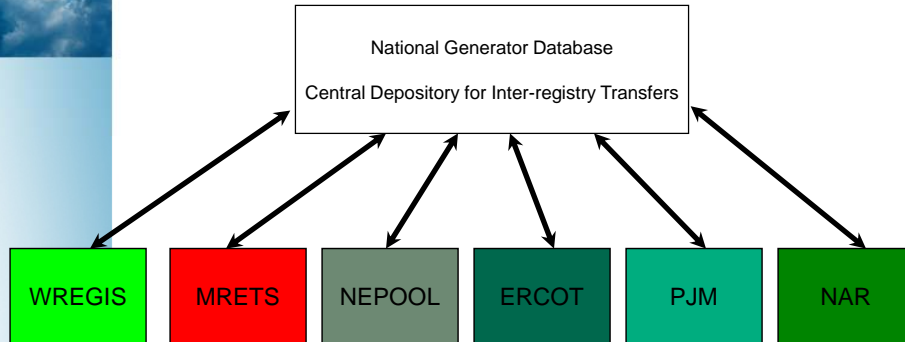 National Generator Database
Central Depository for Inter-registry Transfers
WREGIS
MRETS
NEPOOL
ERCOT
PJM
NAR